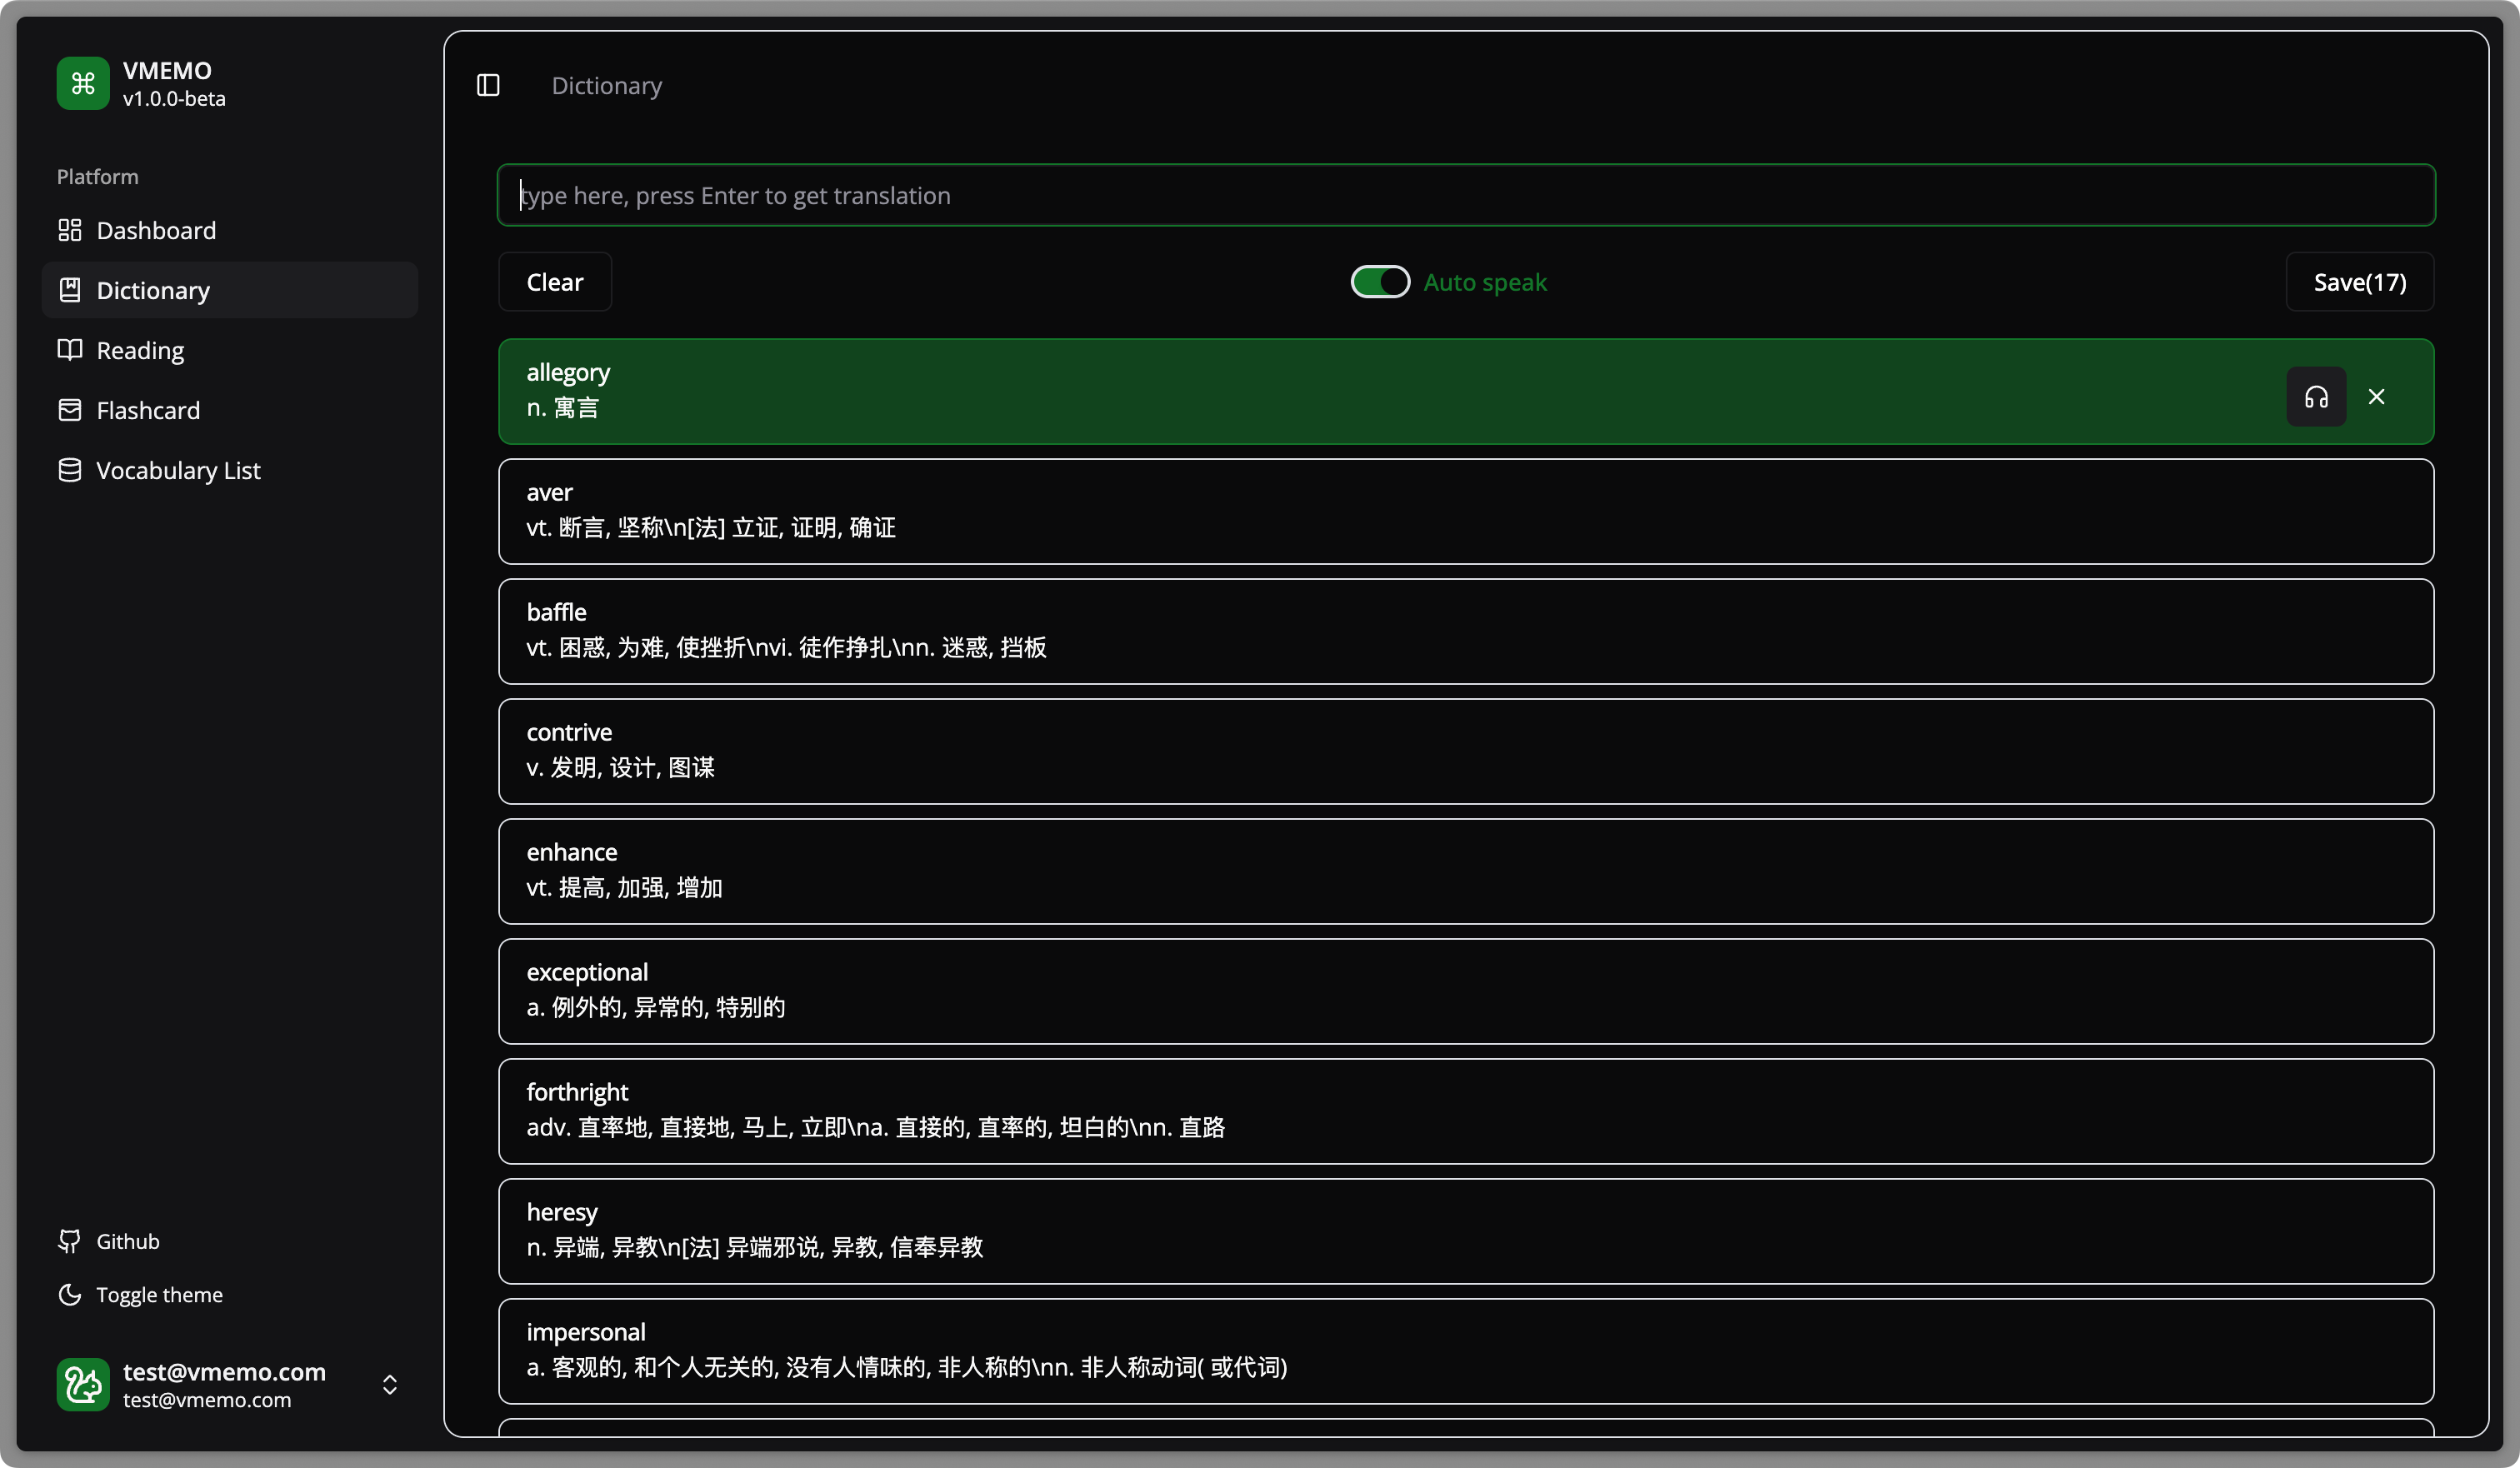 VMEMO
v1.0.0-beta
Platform
Dashboard
Dictionary
Reading
Flashcard
Vocabulary List
Github
Toggle theme
test@vmemo.com
test@vmemo.com
Dictionary
type here, press Enter to get translation
Clear
Auto speak
Save(17)
allegory
n. 寓言
aver
vt. 断言, 坚称\n[法] 立证, 证明, 确证
baffle
vt. 困惑, 为难, 使挫折\nvi. 徒作挣扎\nn. 迷惑, 挡板
contrive
v. 发明, 设计, 图谋
enhance
vt. 提高, 加强, 增加
exceptional
a. 例外的, 异常的, 特别的
forthright
adv. 直率地, 直接地, 马上, 立即\na. 直接的, 直率的, 坦白的\nn. 直路
heresy
n. 异端, 异教\n[法] 异端邪说, 异教, 信奉异教
impersonal
a. 客观的, 和个人无关的, 没有人情味的, 非人称的\nn. 非人称动词( 或代词)